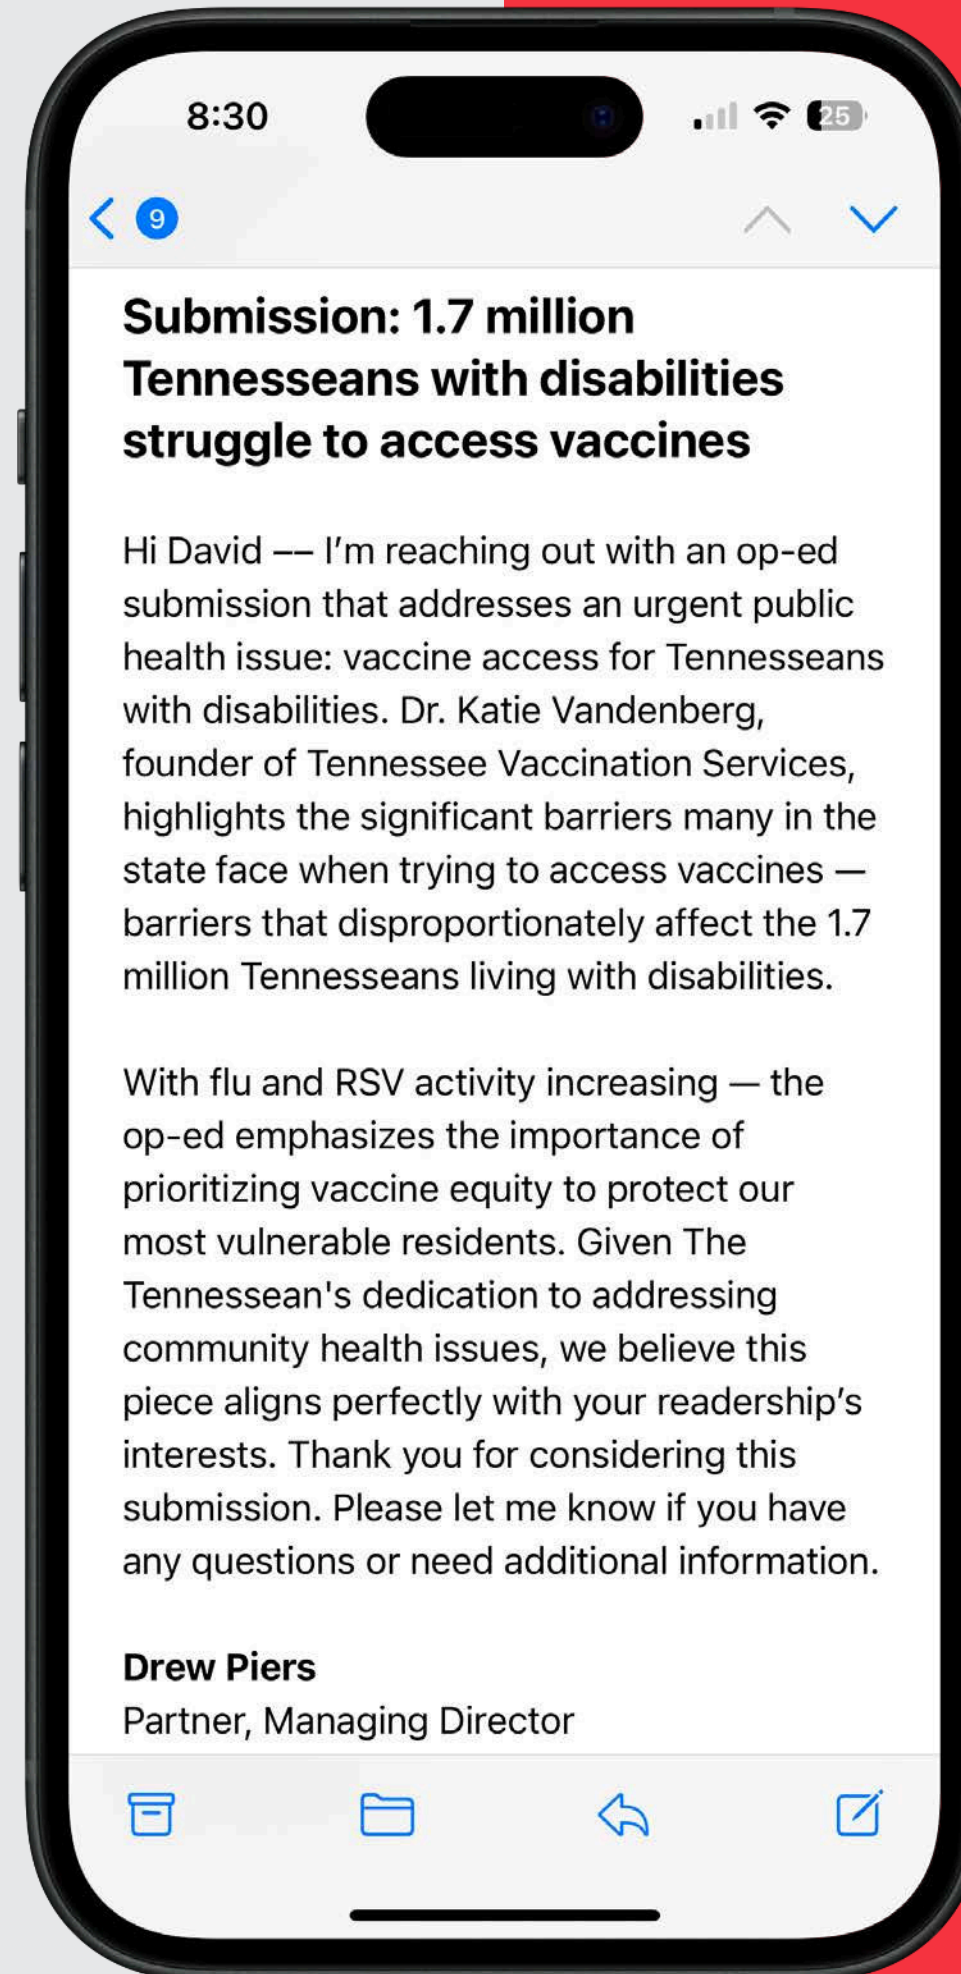 8:30
25
9
Submission: 1.7 million
Tennesseans with disabilities
struggle to access vaccines
Hi David –– I’m reaching out with an op-ed
submission that addresses an urgent public
health issue: vaccine access for Tennesseans
with disabilities. Dr. Katie Vandenberg,
founder of Tennessee Vaccination Services,
highlights the significant barriers many in the
state face when trying to access vaccines —
barriers that disproportionately affect the 1.7
million Tennesseans living with disabilities.
With flu and RSV activity increasing — the
op-ed emphasizes the importance of
prioritizing vaccine equity to protect our
most vulnerable residents. Given The
Tennessean's dedication to addressing
community health issues, we believe this
piece aligns perfectly with your readership’s
interests. Thank you for considering this
submission. Please let me know if you have
any questions or need additional information.
Drew Piers
Partner, Managing Director